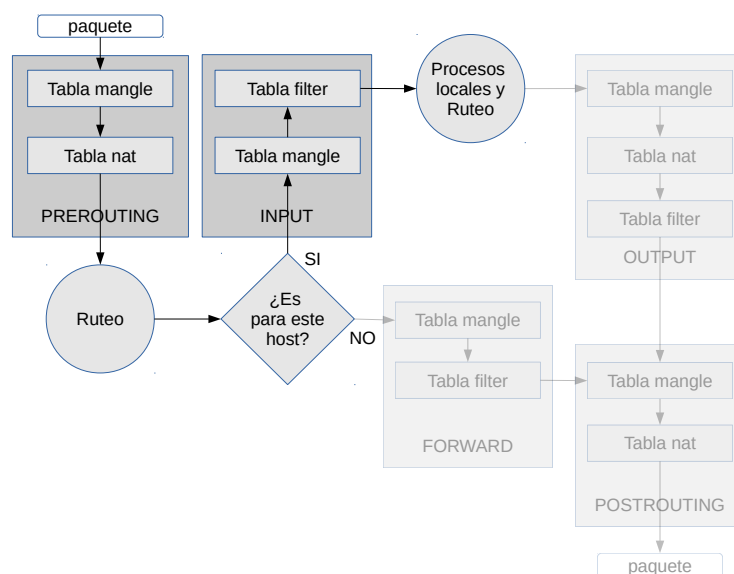 paquete
Tabla mangle
Tabla nat
PREROUTING
Tabla filter
Tabla mangle
INPUT
Procesos
locales y
Ruteo
Tabla mangle
Tabla nat
Tabla filter
OUTPUT
Ruteo
¿Es
para este
host?
SI
NO
Tabla mangle
Tabla filter
FORWARD
Tabla mangle
Tabla nat
POSTROUTING
paquete